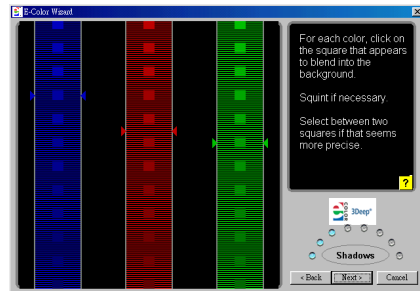 E-Color Wizard
For each color, click on
the square that appears
to blend into the
background.
Squint if necessary.
Select between two
squares if that seems
more precise.
?
3Deep
Shadows
< Back
Next >
Cancel